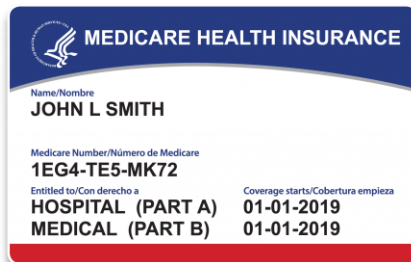 MEDICARE HEALTH INSURANCE
Name/Nombre
JOHN L SMITH
Medicare Number/Número de Medicare
1EG4-TE5-MK72
Entitled to/Con derecho a
Coverage starts/Cobertura empieza
HOSPITAL (PART A) 01-01-2019
MEDICAL (PART B) 01-01-2019